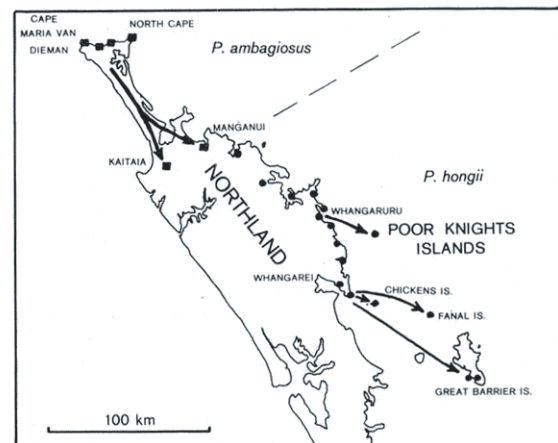 CAPE
MARIA VAN
DIEMAN
NORTH CAPE
P. ambagiosus
MANGANUI
KAITAIA
NORTHLAND
P. hongii
WHANGARURU
POOR KNIGHTS
ISLANDS
WHANGAREI
CHICKENS IS.
FANAL IS.
GREAT BARRIER IS.
100 km